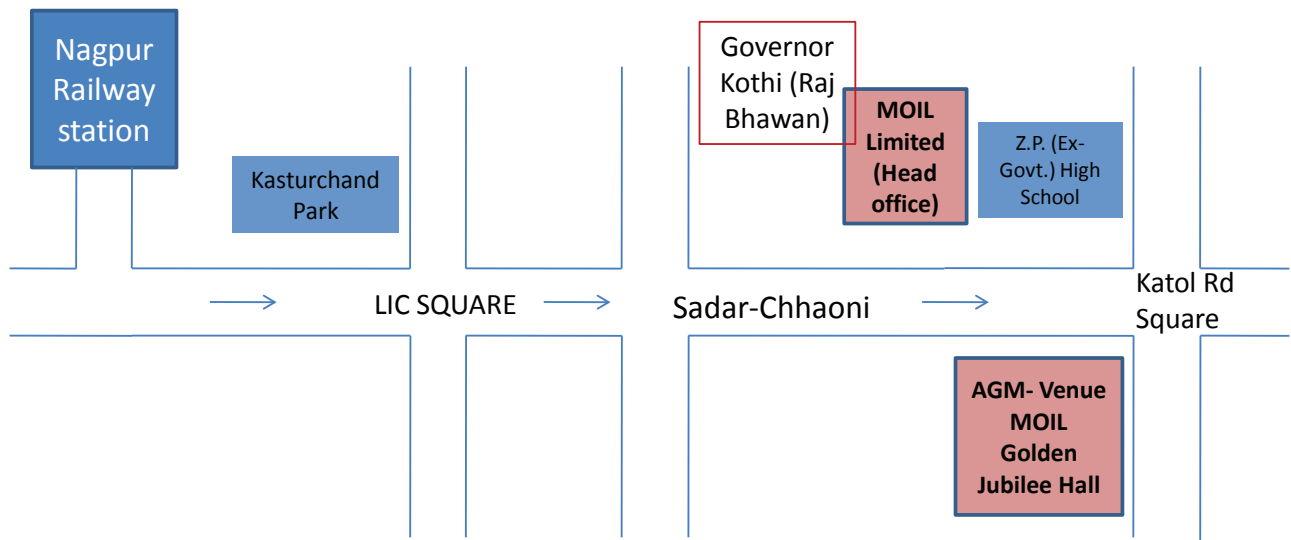 Nagpur
Railway
station
Kasturchand
Park
Governor
Kothi (Raj
Bhawan)
MOIL
Limited
(Head
office)
Z.P. (Ex-
Govt.) High
School
LIC SQUARE
Sadar-Chhaoni
Katol Rd
Square
AGM- Venue
MOIL
Golden
Jubilee Hall